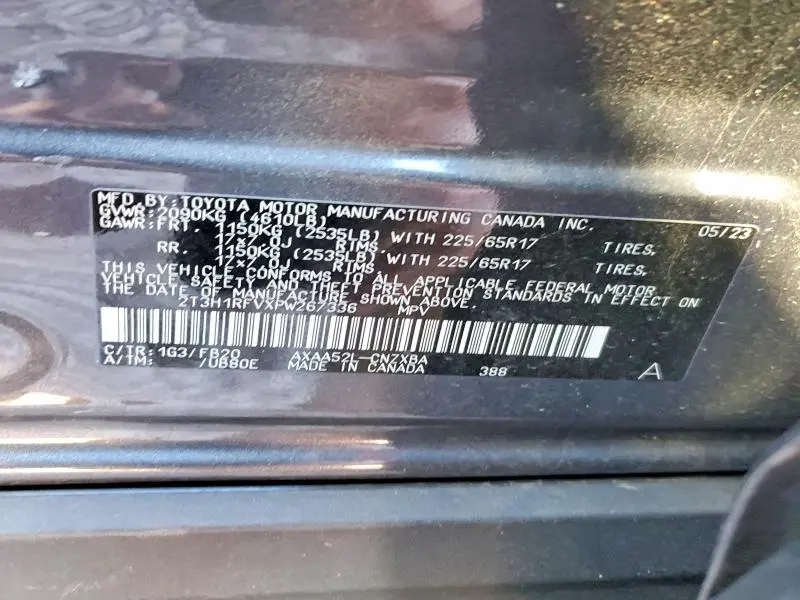 MFD BY: TOYOTA MOTOR MANUFACTURING CANADA INC. 05/23
GVWR: 2090KG (4610LB)
GAWR: FRT. 1150KG (2535LB) WITH 225/65R17 TIRES,
17x7.0J RIMS
RR. 1150KG (2535LB) WITH 225/65R17 TIRES,
17x7.0J RIMS
THIS VEHICLE CONFORMS TO ALL APPLICABLE FEDERAL MOTOR
VEHICLE SAFETY AND THEFT PREVENTION STANDARDS IN EFFECT ON
THE DATE OF MANUFACTURE SHOWN ABOVE.
2T3H1RFVXPW267336 MPV
C/TR: 1G3/FB20 AXAA52L-CNZXBA
A/TM: /UB80E MADE IN CANADA 388 A